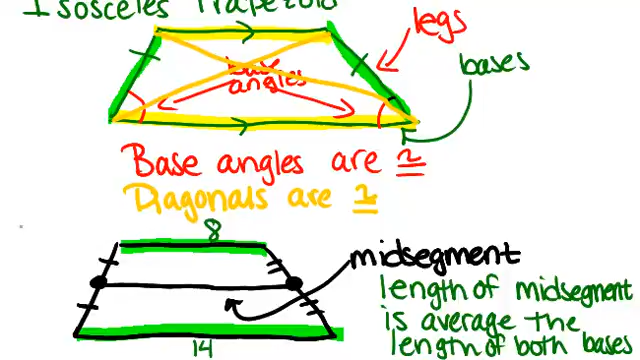 Isosceles Trapezoid
legs
bases
base
angles
Base angles are ≅
Diagonals are ≅
8
midsegment
length of midsegment
is average the
length of both bases
14